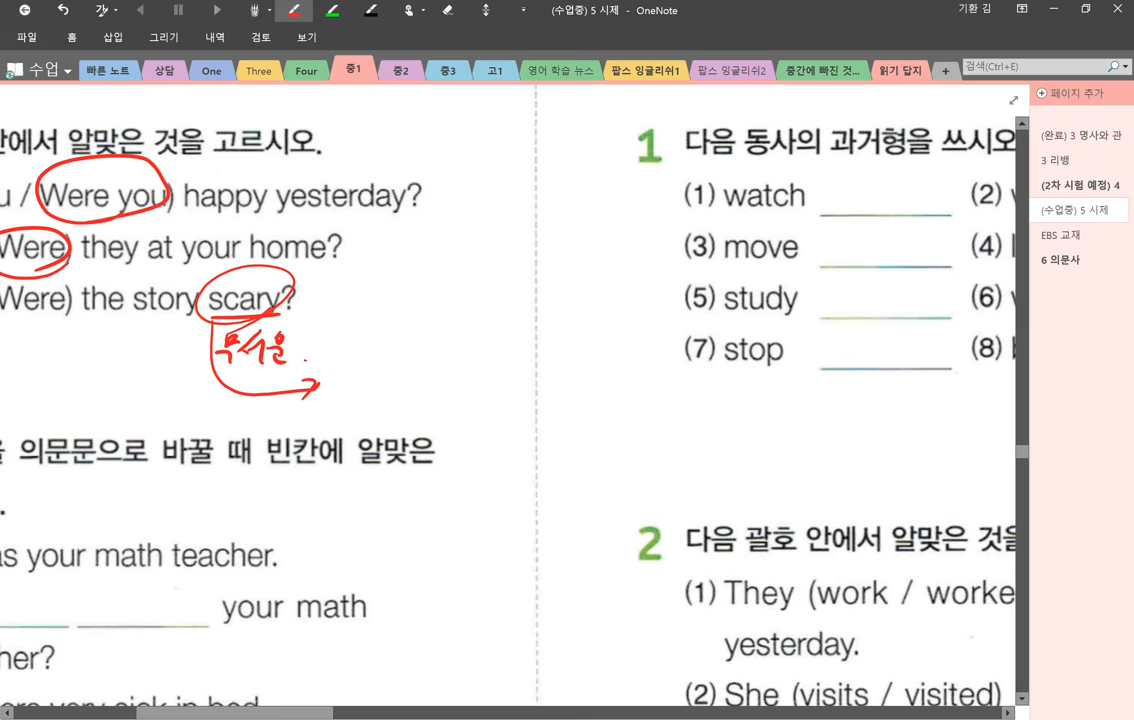 (수업중) 5 시제 - OneNote
기환 김
파일 홈 삽입 그리기 내역 검토 보기
수업 빠른 노트 상담 One Three Four 중1 중2 중3 고1 영어 학습 뉴스 팝스 잉글리쉬1 팝스 잉글리쉬2 중간에 빠진 것... 읽기 답지 +
검색(Ctrl+E)
페이지 추가
(완료) 3 명사와 관
3 리뱅
(2차 시험 예정) 4
(수업중) 5 시제
EBS 교재
6 의문사
안에서 알맞은 것을 고르시오.
u / Were you) happy yesterday?
Were) they at your home?
Were) the story scary?
무서운
을 의문문으로 바꿀 때 빈칸에 알맞은
.
as your math teacher.
your math
her?
1 다음 동사의 과거형을 쓰시오
(1) watch (2)
(3) move (4)
(5) study (6)
(7) stop (8)
2 다음 괄호 안에서 알맞은 것을
(1) They (work / worke
yesterday.
(2) She (visits / visited)